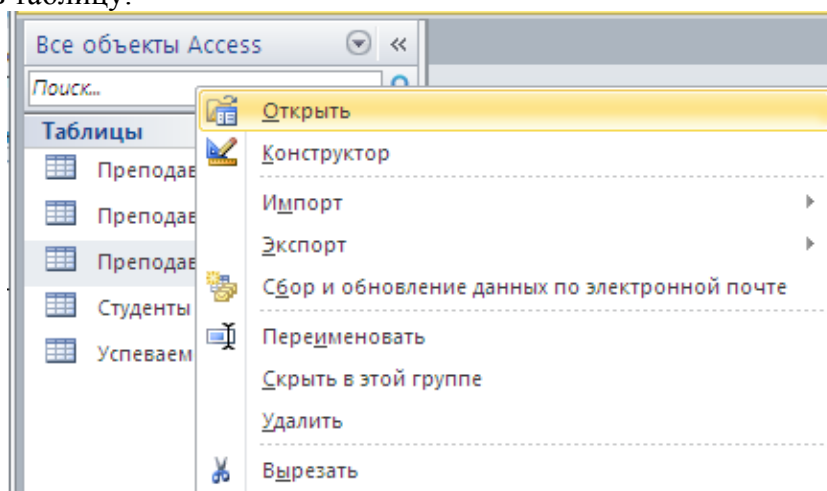 в таблицу.
Все объекты Access
Поиск...
Таблицы
Преподав
Преподав
Преподав
Студенты
Успеваем
Открыть
Конструктор
Импорт
Экспорт
Сбор и обновление данных по электронной почте
Переименовать
Скрыть в этой группе
Удалить
Вырезать